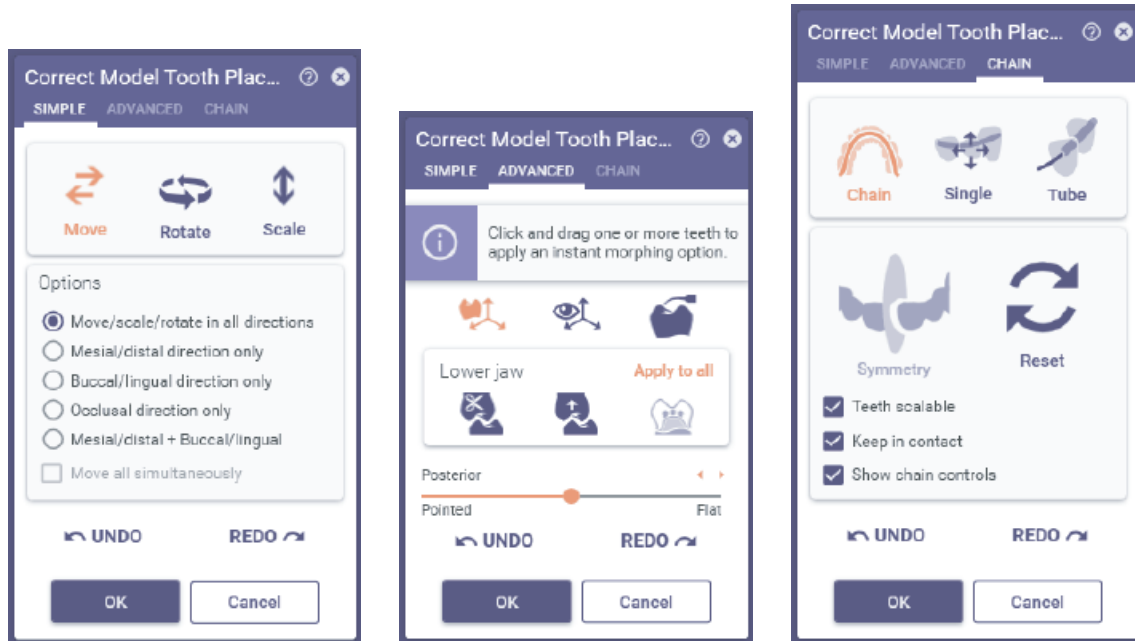 Correct Model Tooth Plac...
SIMPLE ADVANCED CHAIN
Move Rotate Scale
Options
Move/scale/rotate in all directions
Mesial/distal direction only
Buccal/lingual direction only
Occlusal direction only
Mesial/distal + Buccal/lingual
Move all simultaneously
UNDO REDO
OK Cancel
Correct Model Tooth Plac...
SIMPLE ADVANCED CHAIN
Click and drag one or more teeth to
apply an instant morphing option.
Lower jaw Apply to all
Posterior
Pointed Flat
UNDO REDO
OK Cancel
Correct Model Tooth Plac...
SIMPLE ADVANCED CHAIN
Chain Single Tube
Symmetry Reset
Teeth scalable
Keep in contact
Show chain controls
UNDO REDO
OK Cancel